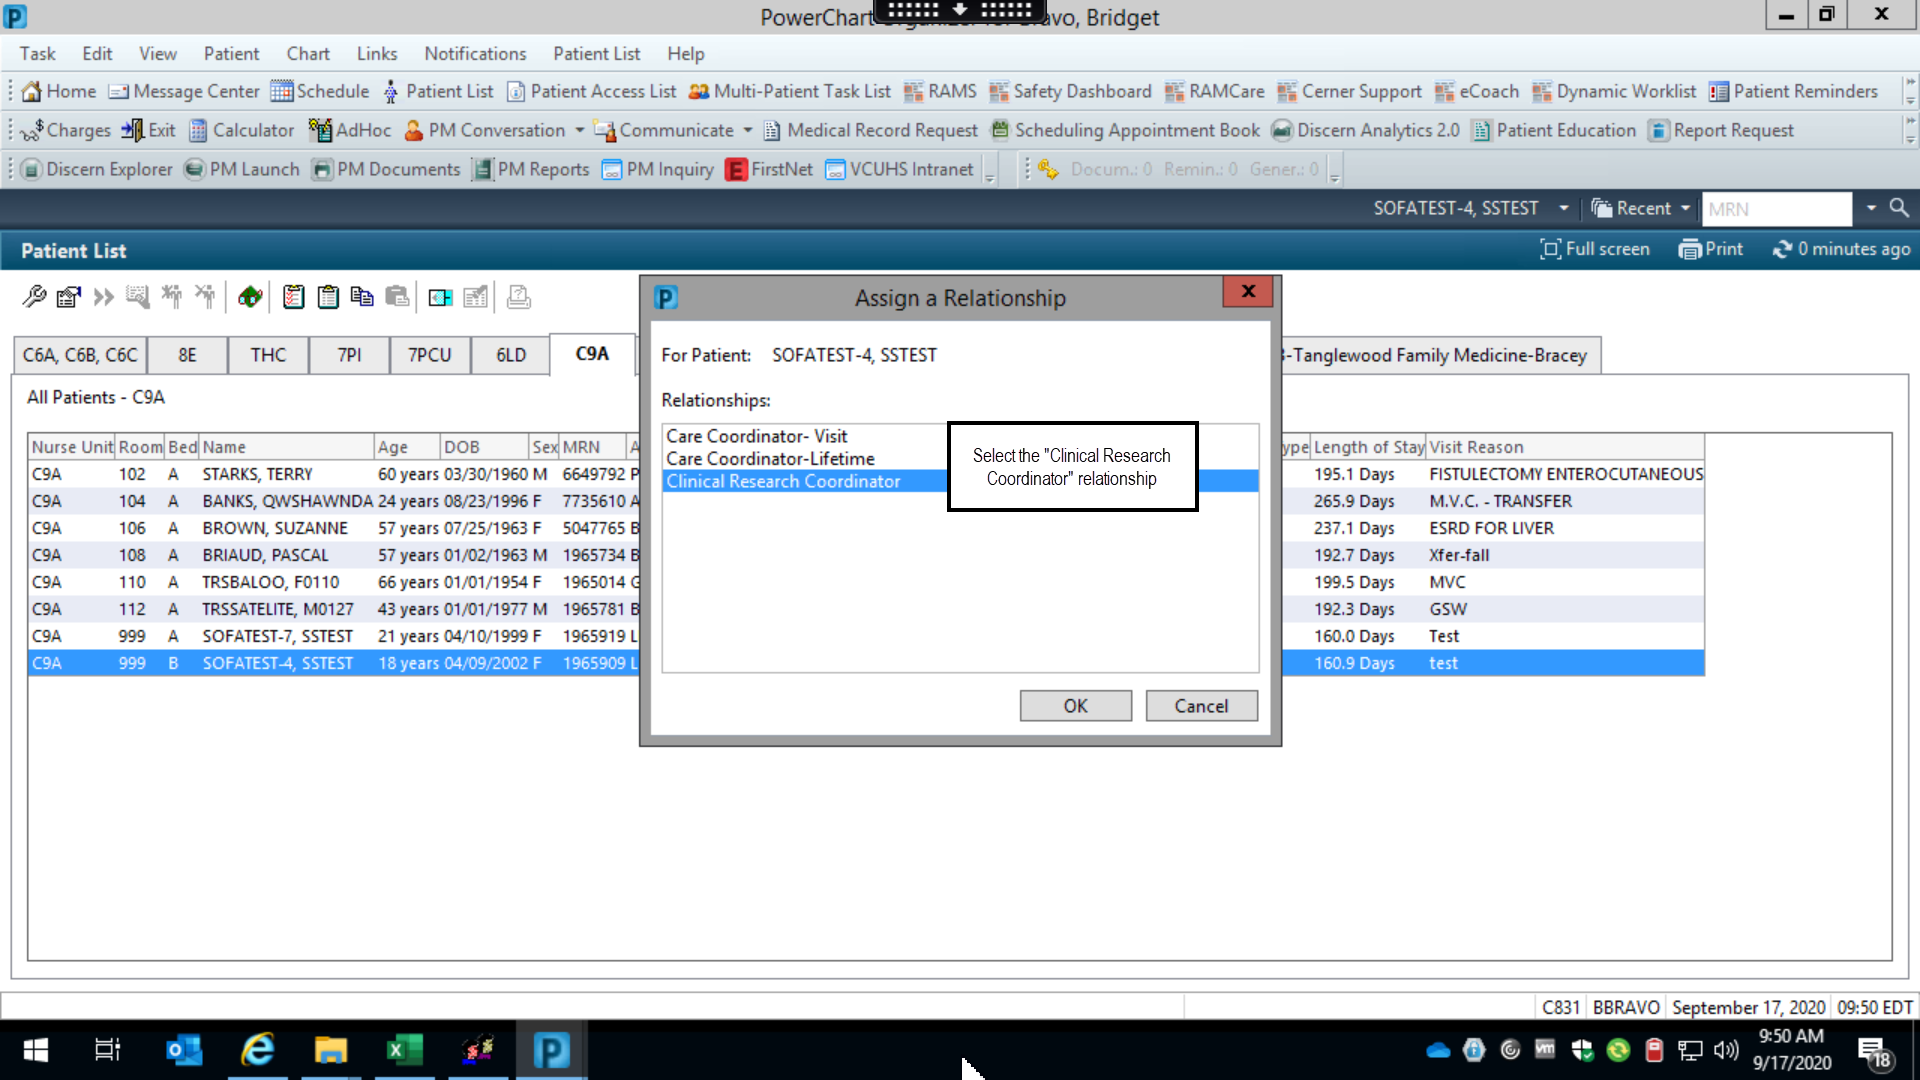 PowerChart Organizer for Bravo, Bridget
Task Edit View Patient Chart Links Notifications Patient List Help
Home Message Center Schedule Patient List Patient Access List Multi-Patient Task List RAMS Safety Dashboard RAMCare Cerner Support eCoach Dynamic Worklist Patient Reminders
Charges Exit Calculator AdHoc PM Conversation Communicate Medical Record Request Scheduling Appointment Book Discern Analytics 2.0 Patient Education Report Request
Discern Explorer PM Launch PM Documents PM Reports PM Inquiry FirstNet VCUHS Intranet Docum.: 0 Remin.: 0 Gener.: 0
SOFATEST-4, SSTEST Recent MRN
Patient List Full screen Print 0 minutes ago
C6A, C6B, C6C 8E THC 7PI 7PCU 6LD C9A -Tanglewood Family Medicine-Bracey
All Patients - C9A
Nurse Unit Room Bed Name Age DOB Sex MRN A ype Length of Stay Visit Reason
C9A 102 A STARKS, TERRY 60 years 03/30/1960 M 6649792 P 195.1 Days FISTULECTOMY ENTEROCUTANEOUS
C9A 104 A BANKS, QWSHAWNDA 24 years 08/23/1996 F 7735610 A 265.9 Days M.V.C. - TRANSFER
C9A 106 A BROWN, SUZANNE 57 years 07/25/1963 F 5047765 B 237.1 Days ESRD FOR LIVER
C9A 108 A BRIAUD, PASCAL 57 years 01/02/1963 M 1965734 B 192.7 Days Xfer-fall
C9A 110 A TRSBALOO, F0110 66 years 01/01/1954 F 1965014 G 199.5 Days MVC
C9A 112 A TRSSATELITE, M0127 43 years 01/01/1977 M 1965781 B 192.3 Days GSW
C9A 999 A SOFATEST-7, SSTEST 21 years 04/10/1999 F 1965919 L 160.0 Days Test
C9A 999 B SOFATEST-4, SSTEST 18 years 04/09/2002 F 1965909 L 160.9 Days test
Assign a Relationship
For Patient: SOFATEST-4, SSTEST
Relationships:
Care Coordinator- Visit
Care Coordinator-Lifetime
Clinical Research Coordinator
Select the "Clinical Research
Coordinator" relationship
OK Cancel
C831 BBRAVO September 17, 2020 09:50 EDT
9:50 AM
9/17/2020
18